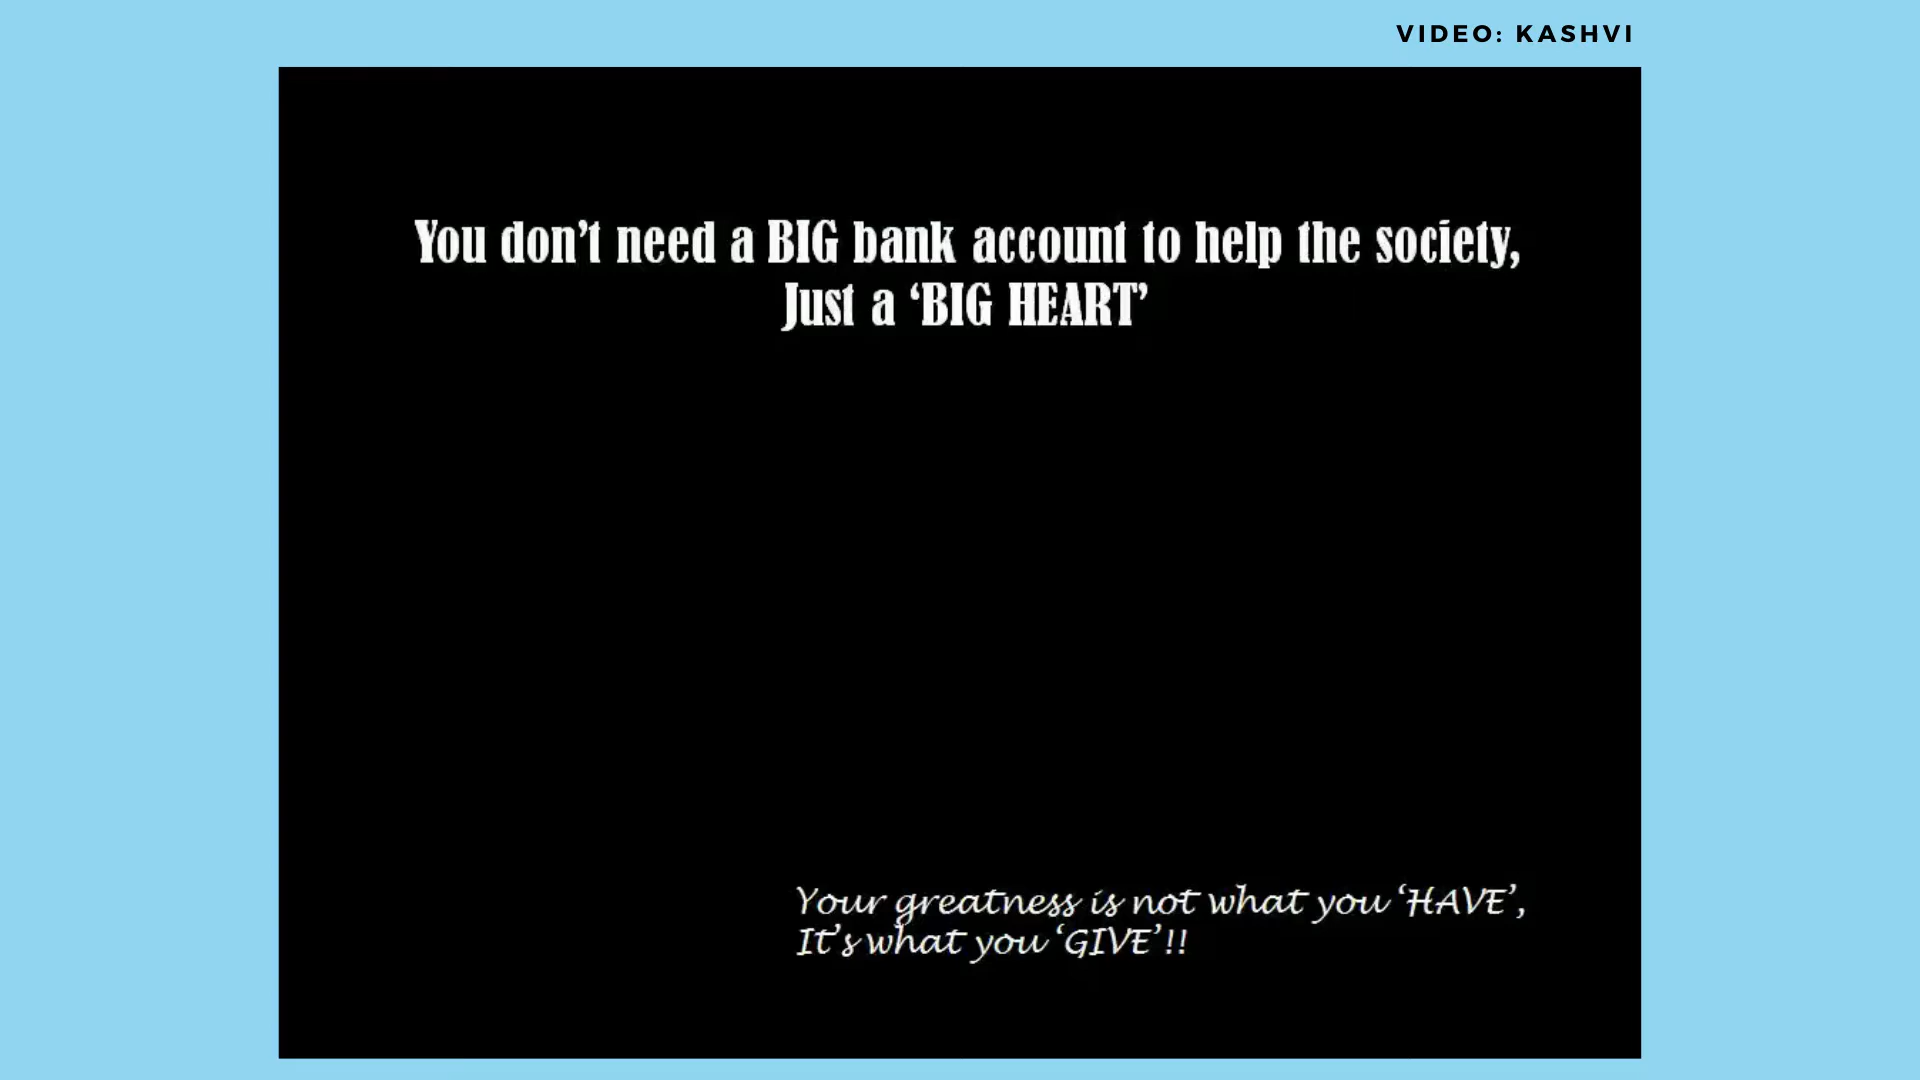 VIDEO: KASHVI
You don’t need a BIG bank account to help the society,
Just a ‘BIG HEART’
Your greatness is not what you ‘HAVE’,
It’s what you ‘GIVE’!!